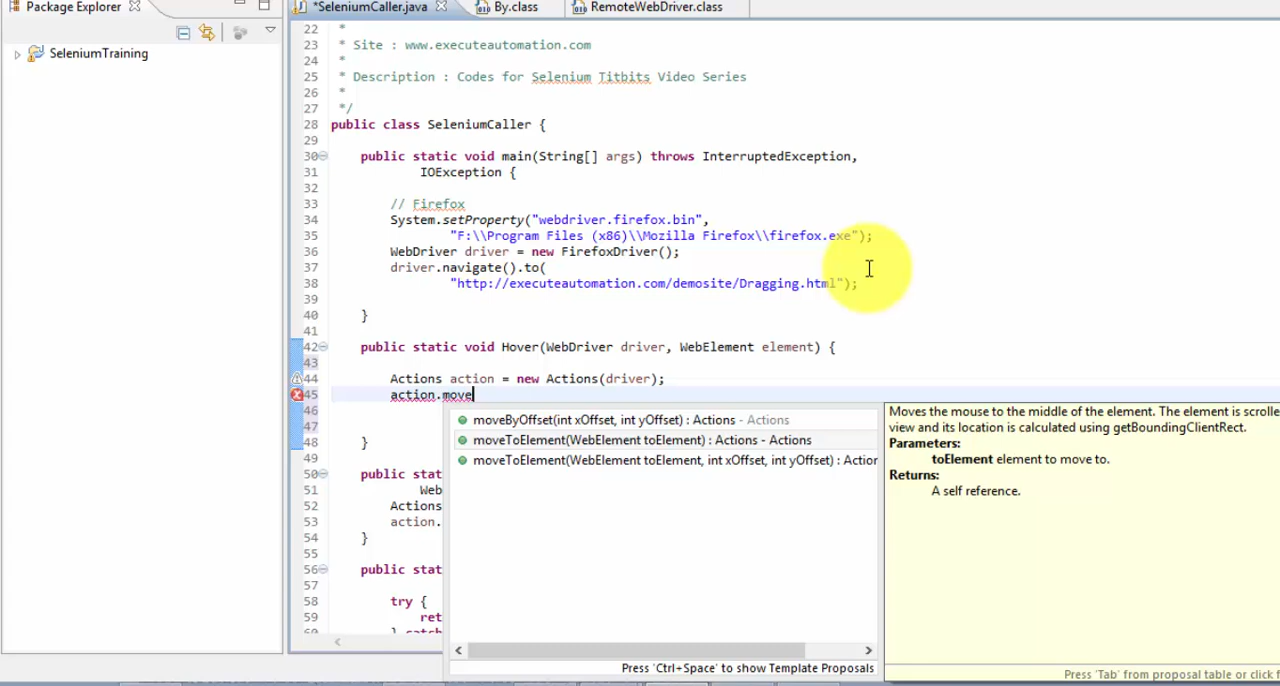 Package Explorer
*SeleniumCaller.java
By.class
RemoteWebDriver.class
SeleniumTraining
22 *
23 * Site : www.executeautomation.com
24 *
25 * Description : Codes for Selenium Titbits Video Series
26 *
27 */
28 public class SeleniumCaller {
29
30 public static void main(String[] args) throws InterruptedException,
31 IOException {
32
33 // Firefox
34 System.setProperty("webdriver.firefox.bin",
35 "F:\\Program Files (x86)\\Mozilla Firefox\\firefox.exe");
36 WebDriver driver = new FirefoxDriver();
37 driver.navigate().to(
38 "http://executeautomation.com/demosite/Dragging.html");
39
40 }
41
42 public static void Hover(WebDriver driver, WebElement element) {
43
44 Actions action = new Actions(driver);
45 action.move
46
47
48 }
49
50 public stat
51 Web
52 Actions
53 action.
54 }
55
56 public stat
57
58 try {
59 ret
60 } catch
moveByOffset(int xOffset, int yOffset) : Actions - Actions
moveToElement(WebElement toElement) : Actions - Actions
moveToElement(WebElement toElement, int xOffset, int yOffset) : Action
Press 'Ctrl+Space' to show Template Proposals
Moves the mouse to the middle of the element. The element is scrolle
view and its location is calculated using getBoundingClientRect.
Parameters:
toElement element to move to.
Returns:
A self reference.
Press 'Tab' from proposal table or click f